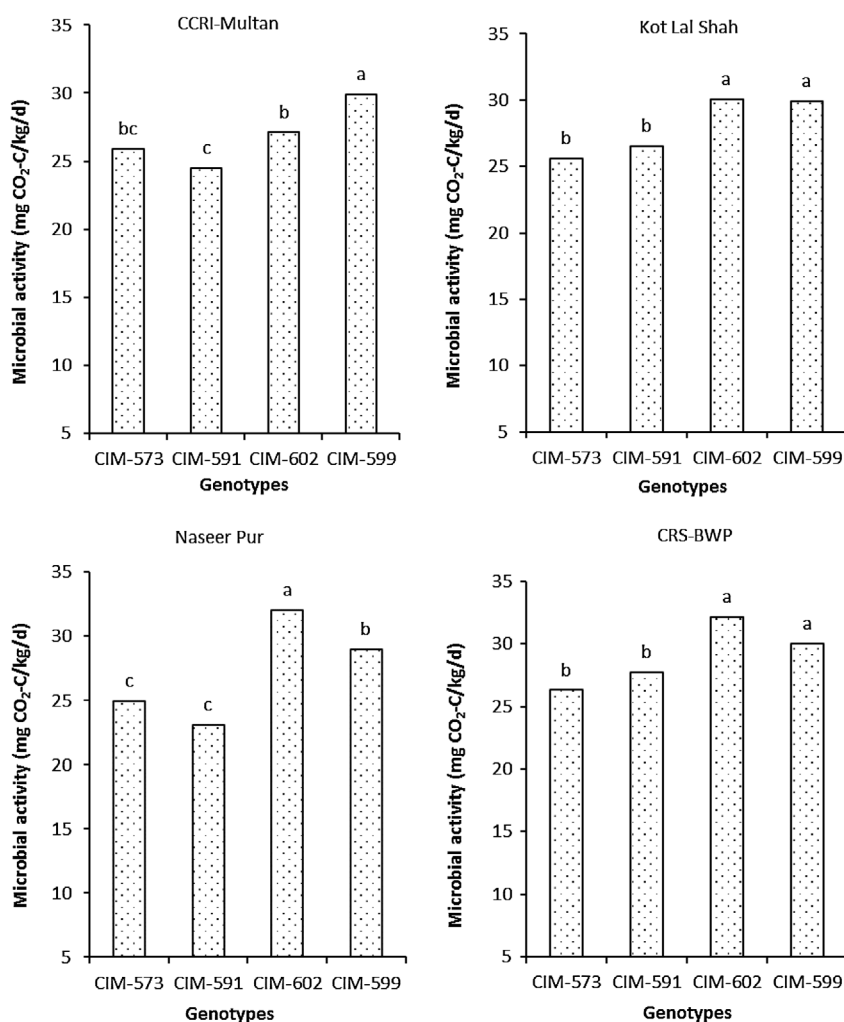 CCRI-Multan
Microbial activity (mg CO₂-C/kg/d)
35
30
25
20
15
10
5
bc
c
b
a
CIM-573 CIM-591 CIM-602 CIM-599
Genotypes
Kot Lal Shah
Microbial activity (mg CO₂-C/kg/d)
35
30
25
20
15
10
5
b
b
a
a
CIM-573 CIM-591 CIM-602 CIM-599
Genotypes
Naseer Pur
Microbial activity (mg CO₂-C/kg/d)
35
30
25
20
15
10
5
c
c
a
b
CIM-573 CIM-591 CIM-602 CIM-599
Genotypes
CRS-BWP
Microbial activity (mg CO₂-C/kg/d)
35
30
25
20
15
10
5
b
b
a
a
CIM-573 CIM-591 CIM-602 CIM-599
Genotypes